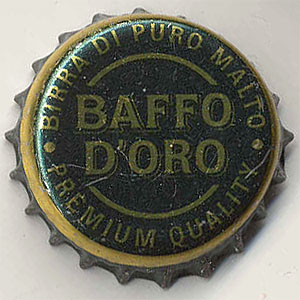 BIRRA DI PURO MALTO
BAFFO
D'ORO
PREMIUM QUALITY